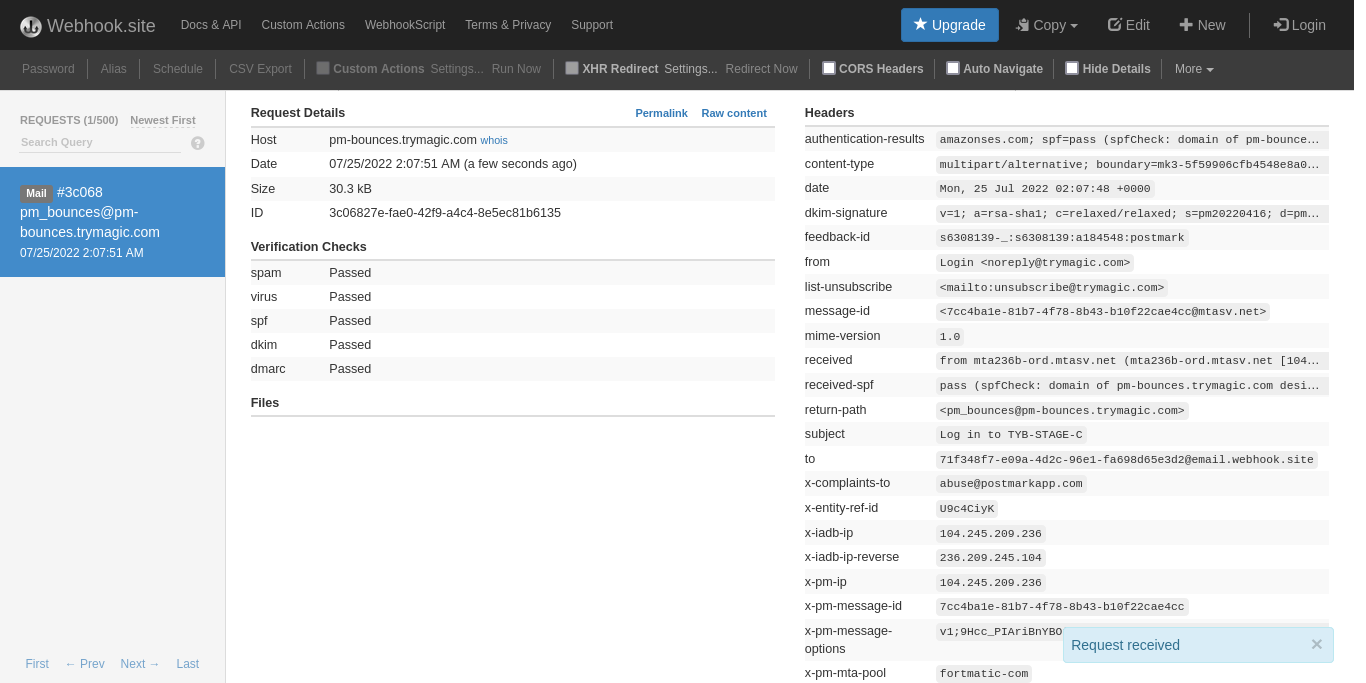 Webhook.site Docs & API Custom Actions WebhookScript Terms & Privacy Support Upgrade Copy Edit New Login
Password Alias Schedule CSV Export Custom Actions Settings... Run Now XHR Redirect Settings... Redirect Now CORS Headers Auto Navigate Hide Details More
REQUESTS (1/500) Newest First
Search Query
Mail #3c068
pm_bounces@pm-
bounces.trymagic.com
07/25/2022 2:07:51 AM
First ← Prev Next → Last
Request Details Permalink Raw content
Host pm-bounces.trymagic.com whois
Date 07/25/2022 2:07:51 AM (a few seconds ago)
Size 30.3 kB
ID 3c06827e-fae0-42f9-a4c4-8e5ec81b6135
Verification Checks
spam Passed
virus Passed
spf Passed
dkim Passed
dmarc Passed
Files
Headers
authentication-results amazonses.com; spf=pass (spfCheck: domain of pm-bounce...
content-type multipart/alternative; boundary=mk3-5f59906cfb4548e8a0...
date Mon, 25 Jul 2022 02:07:48 +0000
dkim-signature v=1; a=rsa-sha1; c=relaxed/relaxed; s=pm20220416; d=pm...
feedback-id s6308139-_:s6308139:a184548:postmark
from Login <noreply@trymagic.com>
list-unsubscribe <mailto:unsubscribe@trymagic.com>
message-id <7cc4ba1e-81b7-4f78-8b43-b10f22cae4cc@mtasv.net>
mime-version 1.0
received from mta236b-ord.mtasv.net (mta236b-ord.mtasv.net [104...
received-spf pass (spfCheck: domain of pm-bounces.trymagic.com desi...
return-path <pm_bounces@pm-bounces.trymagic.com>
subject Log in to TYB-STAGE-C
to 71f348f7-e09a-4d2c-96e1-fa698d65e3d2@email.webhook.site
x-complaints-to abuse@postmarkapp.com
x-entity-ref-id U9c4CiyK
x-iadb-ip 104.245.209.236
x-iadb-ip-reverse 236.209.245.104
x-pm-ip 104.245.209.236
x-pm-message-id 7cc4ba1e-81b7-4f78-8b43-b10f22cae4cc
x-pm-message- v1;9Hcc_PIAriBnYBO
options
x-pm-mta-pool fortmatic-com
Request received ×